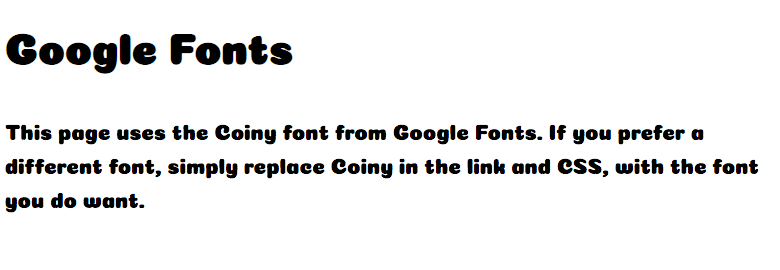 Google Fonts
This page uses the Coiny font from Google Fonts. If you prefer a
different font, simply replace Coiny in the link and CSS, with the font
you do want.